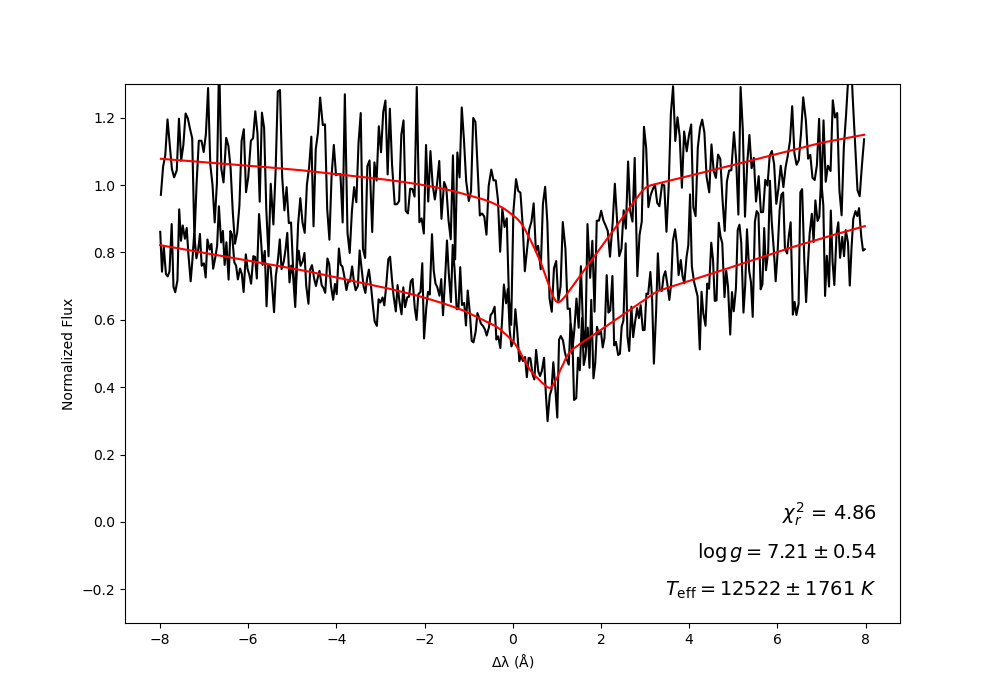 1.2
1.0
0.8
0.6
0.4
0.2
0.0
−0.2
Normalized Flux
χ²ᵣ = 4.86
log g = 7.21 ± 0.54
T_eff = 12522 ± 1761 K
−8 −6 −4 −2 0 2 4 6 8
Δλ (Å)